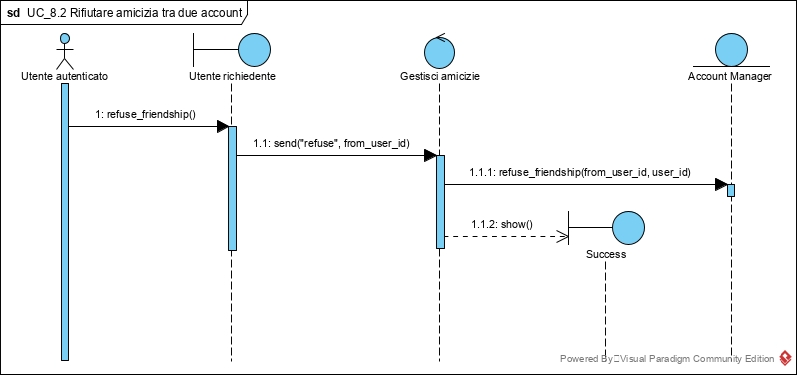 sd UC_8.2 Rifiutare amicizia tra due account
Utente autenticato
Utente richiedente
Gestisci amicizie
Account Manager
1: refuse_friendship()
1.1: send("refuse", from_user_id)
1.1.1: refuse_friendship(from_user_id, user_id)
1.1.2: show()
Success
Powered By Visual Paradigm Community Edition